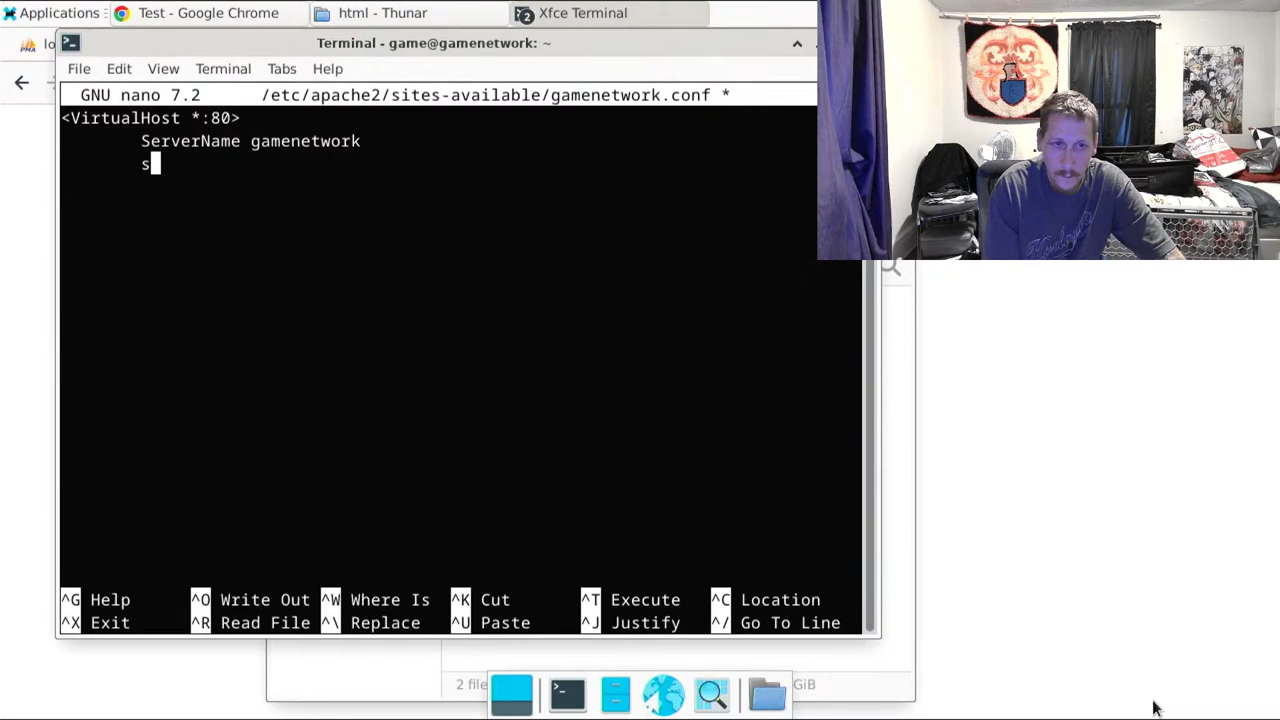 Applications
Test - Google Chrome
html - Thunar
2
Xfce Terminal
Terminal - game@gamenetwork: ~
File Edit View Terminal Tabs Help
GNU nano 7.2 /etc/apache2/sites-available/gamenetwork.conf *
<VirtualHost *:80>
ServerName gamenetwork
s
^G Help ^O Write Out ^W Where Is ^K Cut ^T Execute ^C Location
^X Exit ^R Read File ^\ Replace ^U Paste ^J Justify ^/ Go To Line
2 file
GiB